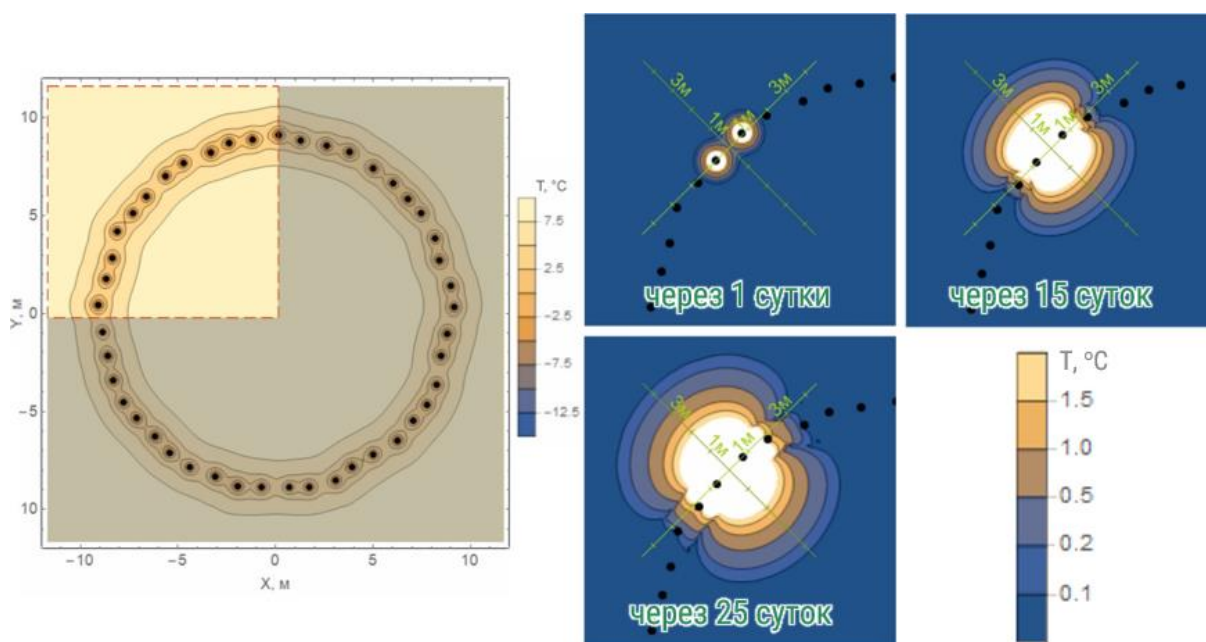 10
5
0
-5
10
Y, м
-10
-5
0
5
10
X, м
T, °C
7.5
2.5
-2.5
-7.5
-12.5
3м
1м
м
3м
через 1 сутки
3м
1м
1м
3м
через 15 суток
3м
1м
1м
3м
через 25 суток
T, °C
1.5
1.0
0.5
0.2
0.1